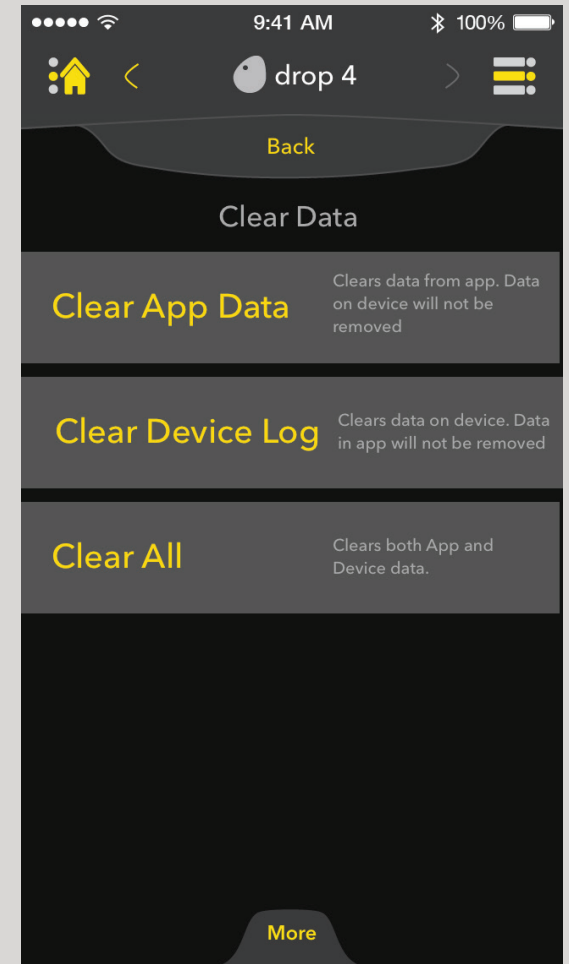 9:41 AM
100%
drop 4
Back
Clear Data
Clear App Data
Clears data from app. Data
on device will not be
removed
Clear Device Log
Clears data on device. Data
in app will not be removed
Clear All
Clears both App and
Device data.
More